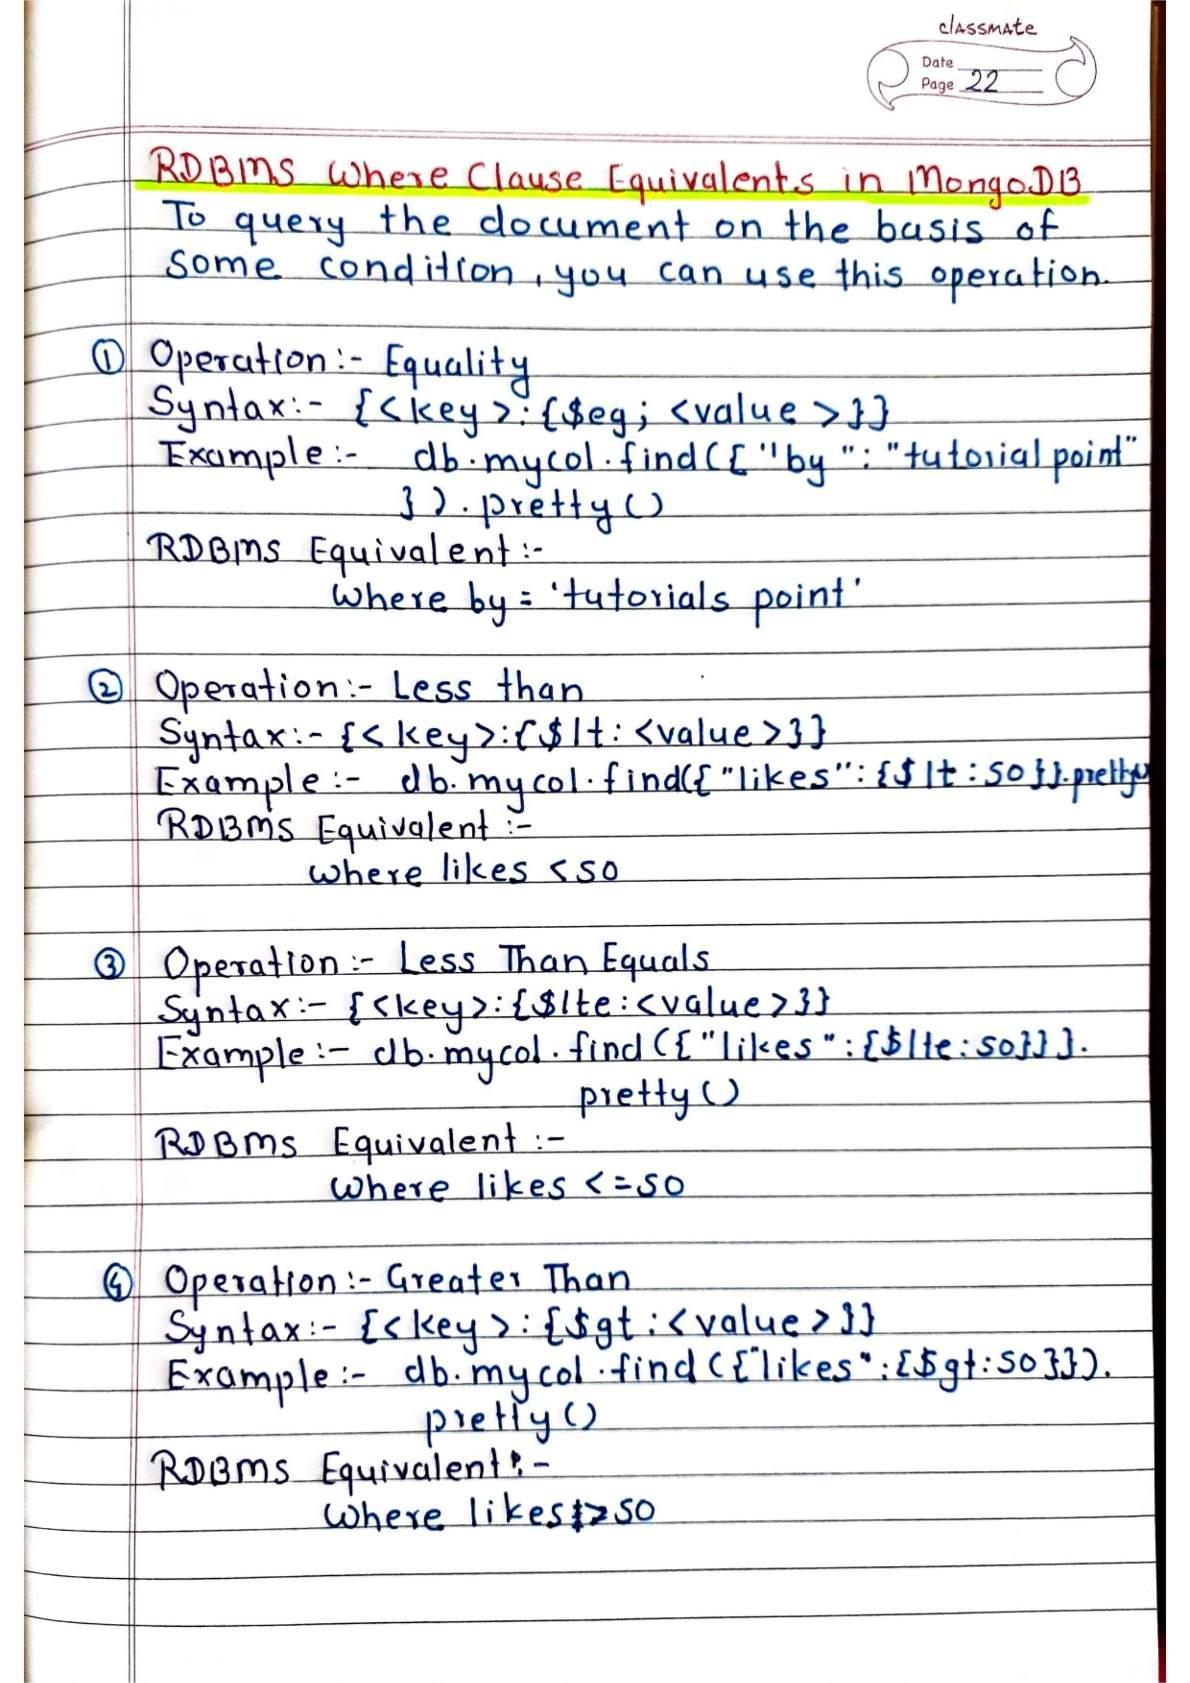 classmate
Date
Page 22
RDBMS Where Clause Equivalents in MongoDB
To query the document on the basis of
some condition, you can use this operation.
① Operation :- Equality
Syntax :- {<key>:{$eg; <value>}}
Example :- db.mycol.find({"by":"tutorial point"
}).pretty()
RDBMS Equivalent :-
Where by = 'tutorials point'
② Operation :- Less than
Syntax :- {<key>:{$lt:<value>}}
Example :- db.mycol.find({"likes":{$lt:50}}.pretty()
RDBMS Equivalent :-
Where likes <50
③ Operation :- Less Than Equals
Syntax :- {<key>:{$lte:<value>}}
Example :- db.mycol.find({"likes":{$lte:50}}}.
pretty()
RDBMS Equivalent :-
Where likes <=50
④ Operation :- Greater Than
Syntax :- {<key>:{$gt:<value>}}
Example :- db.mycol.find({"likes":{$gt:50}}).
pretty()
RDBMS Equivalent :-
Where likes >50